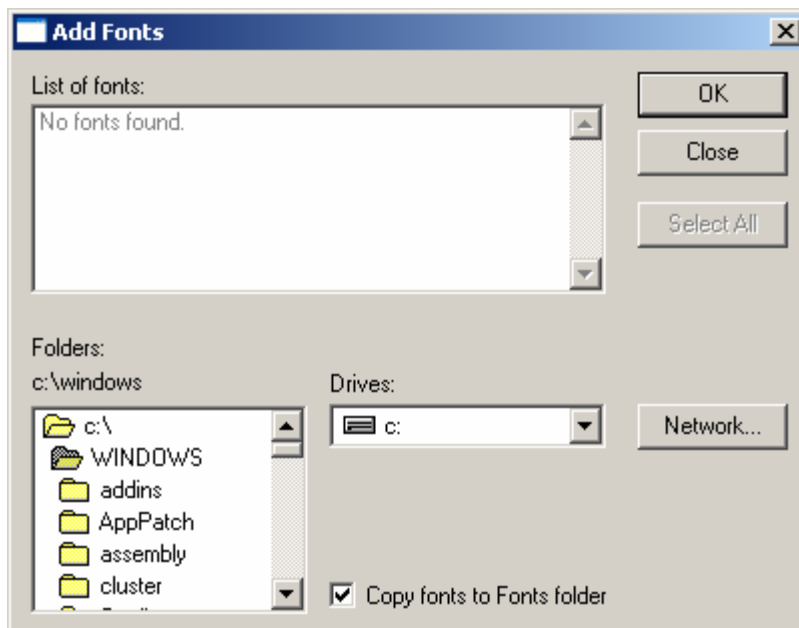 Add Fonts
List of fonts:
No fonts found.
OK
Close
Select All
Folders:
c:\windows
Drives:
c:\
WINDOWS
addins
AppPatch
assembly
cluster
c:
Network...
Copy fonts to Fonts folder